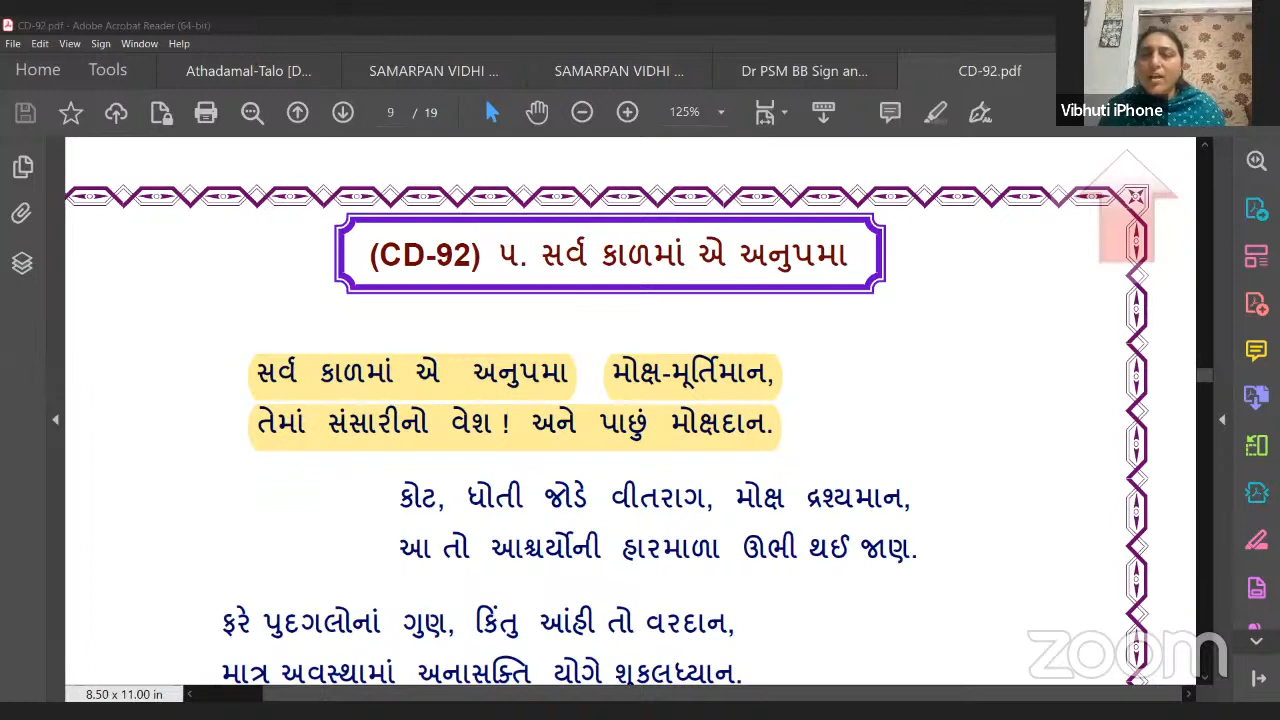 CD-92.pdf - Adobe Acrobat Reader (64-bit)
File Edit View Sign Window Help
Home Tools Athadamal-Talo [D... SAMARPAN VIDHI ... SAMARPAN VIDHI ... Dr PSM BB Sign an... CD-92.pdf
9 / 19 125%
Vibhuti iPhone
(CD-92) ૫. સર્વ કાળમાં એ અનુપમા
સર્વ કાળમાં એ અનુપમા મોક્ષ-મૂર્તિમાન,
તેમાં સંસારીનો વેશ ! અને પાછું મોક્ષદાન.
કોટ, ધોતી જોડે વીતરાગ, મોક્ષ દ્રશ્યમાન,
આ તો આશ્ચર્યોની હારમાળા ઊભી થઈ જાણ.
ફરે પુદગલોનાં ગુણ, કિંતુ આંહી તો વરદાન,
માત્ર અવસ્થામાં અનાસક્તિ યોગે શુકલધ્યાન.
zoom
8.50 x 11.00 in